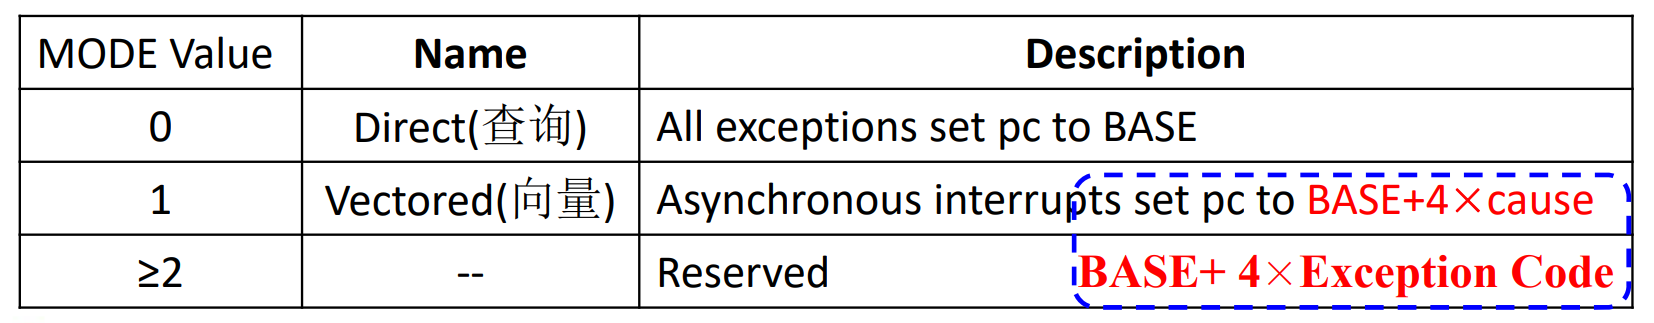 MODE Value Name Description
0 Direct(查询) All exceptions set pc to BASE
1 Vectored(向量) Asynchronous interrupts set pc to BASE+4×cause
≥2 -- Reserved BASE+ 4×Exception Code